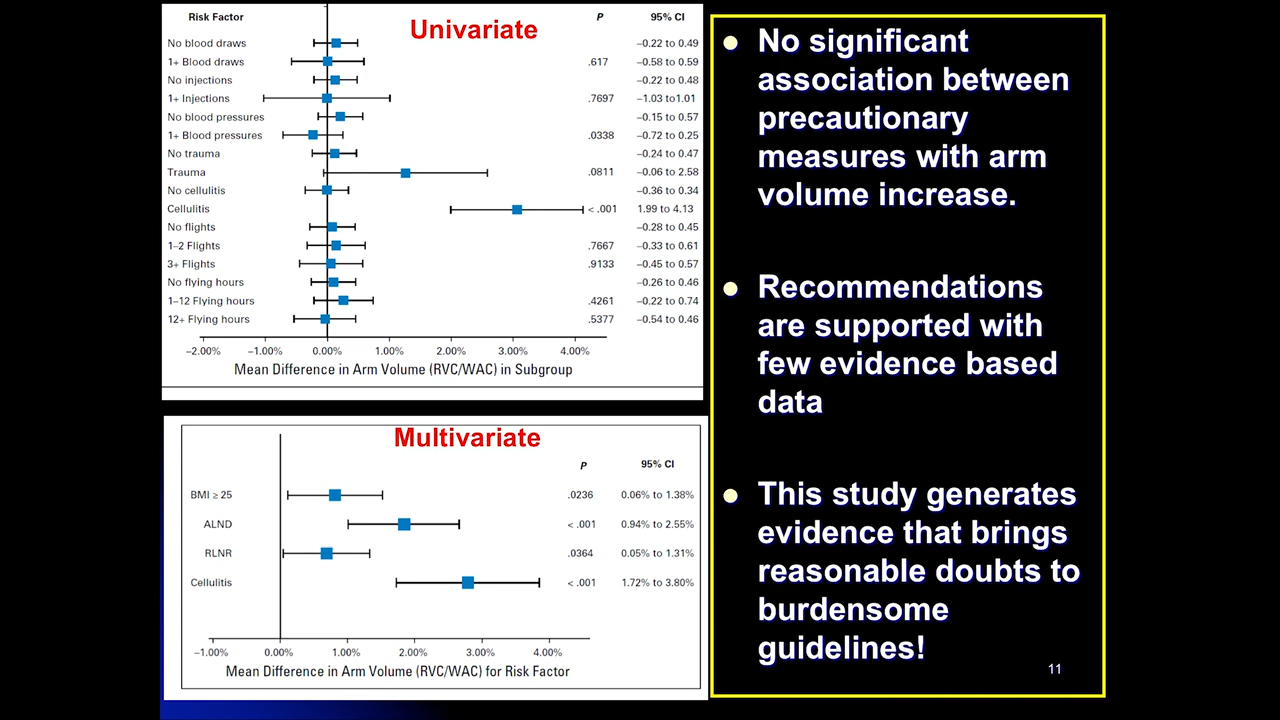 Risk Factor P 95% CI
Univariate
No blood draws –0.22 to 0.49
1+ Blood draws .617 –0.58 to 0.59
No injections –0.22 to 0.48
1+ Injections .7697 –1.03 to1.01
No blood pressures –0.15 to 0.57
1+ Blood pressures .0338 –0.72 to 0.25
No trauma –0.24 to 0.47
Trauma .0811 –0.06 to 2.58
No cellulitis –0.36 to 0.34
Cellulitis < .001 1.99 to 4.13
No flights –0.28 to 0.45
1–2 Flights .7667 –0.33 to 0.61
3+ Flights .9133 –0.45 to 0.57
No flying hours –0.26 to 0.46
1–12 Flying hours .4261 –0.22 to 0.74
12+ Flying hours .5377 –0.54 to 0.46
–2.00% –1.00% 0.00% 1.00% 2.00% 3.00% 4.00%
Mean Difference in Arm Volume (RVC/WAC) in Subgroup
Multivariate
P 95% CI
BMI ≥ 25 .0236 0.06% to 1.38%
ALND < .001 0.94% to 2.55%
RLNR .0364 0.05% to 1.31%
Cellulitis < .001 1.72% to 3.80%
–1.00% 0.00% 1.00% 2.00% 3.00% 4.00%
Mean Difference in Arm Volume (RVC/WAC) for Risk Factor
• No significant
association between
precautionary
measures with arm
volume increase.
• Recommendations
are supported with
few evidence based
data
• This study generates
evidence that brings
reasonable doubts to
burdensome
guidelines!
11